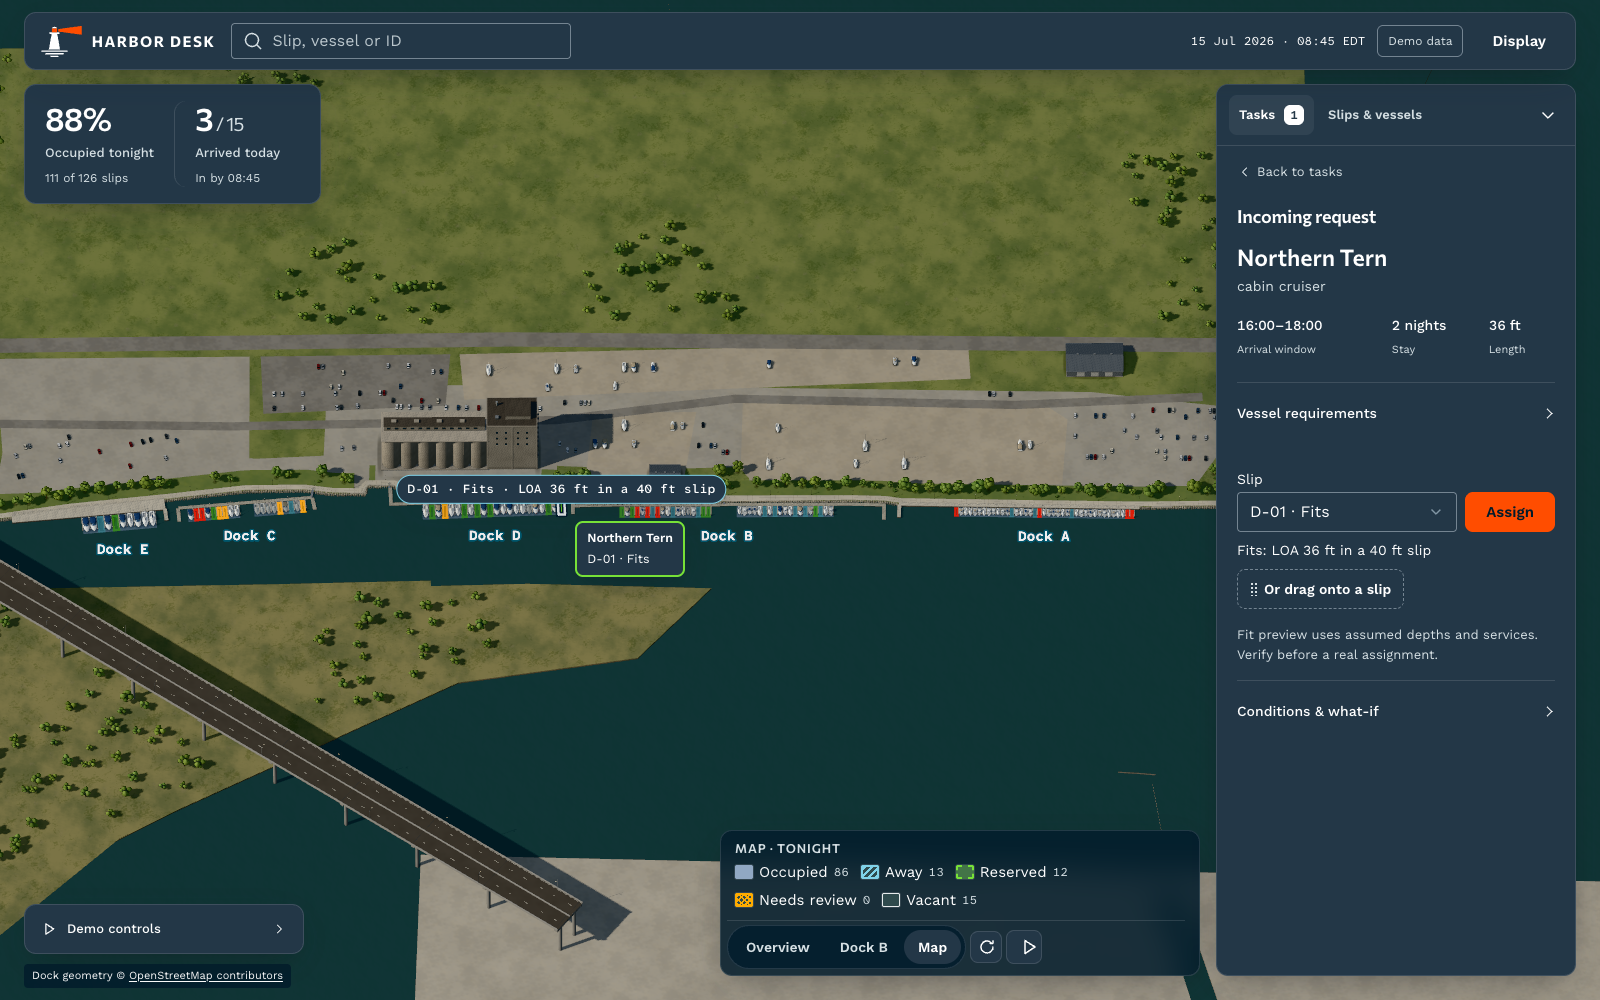 HARBOR DESK
Slip, vessel or ID
15 Jul 2026 · 08:45 EDT
Demo data
Display
88%
Occupied tonight
111 of 126 slips
3/15
Arrived today
In by 08:45
Tasks 1
Slips & vessels
Back to tasks
Incoming request
Northern Tern
cabin cruiser
16:00–18:00
Arrival window
2 nights
Stay
36 ft
Length
Vessel requirements
Slip
D-01 · Fits
Assign
Fits: LOA 36 ft in a 40 ft slip
Or drag onto a slip
Fit preview uses assumed depths and services.
Verify before a real assignment.
Conditions & what-if
D-01 · Fits · LOA 36 ft in a 40 ft slip
Dock E
Dock C
Dock D
Dock B
Dock A
Northern Tern
D-01 · Fits
MAP · TONIGHT
Occupied 86
Away 13
Reserved 12
Needs review 0
Vacant 15
Overview
Dock B
Map
Demo controls
Dock geometry © OpenStreetMap contributors